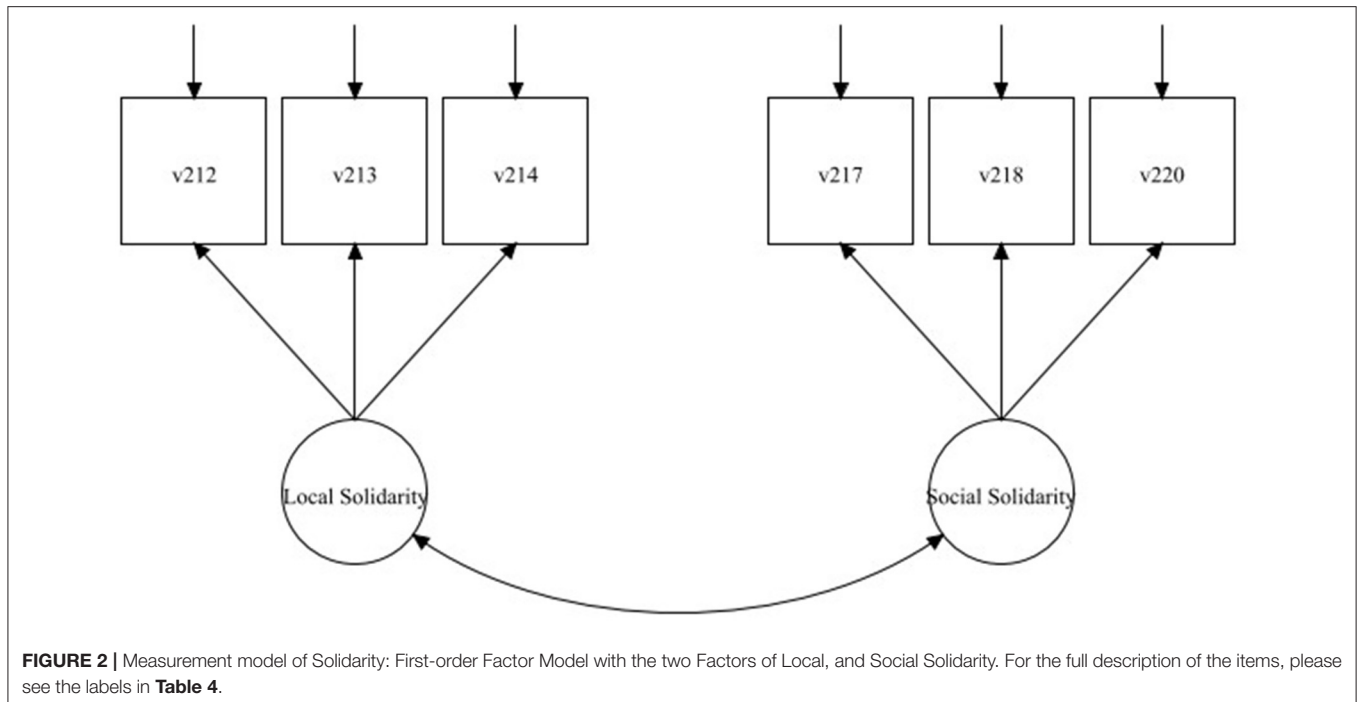 v212 v213 v214 v217 v218 v220
Local Solidarity Social Solidarity
FIGURE 2 | Measurement model of Solidarity: First-order Factor Model with the two Factors of Local, and Social Solidarity. For the full description of the items, please
see the labels in Table 4.